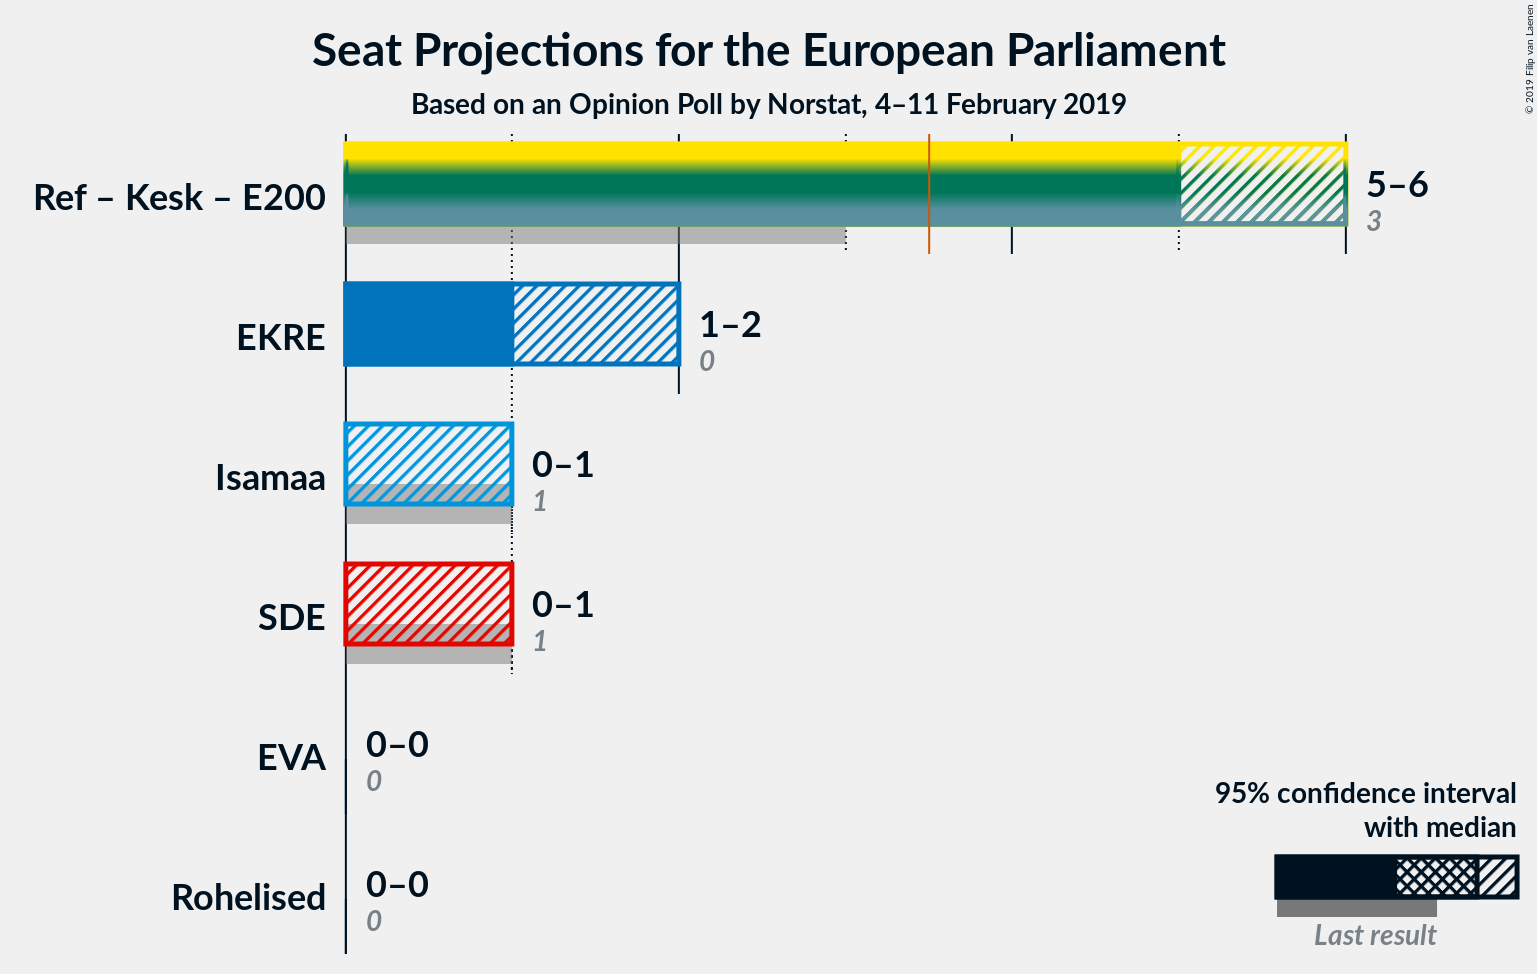 Seat Projections for the European Parliament
Based on an Opinion Poll by Norstat, 4–11 February 2019
© 2019 Filip van Laenen
Ref – Kesk – E200
5–6
3
EKRE
1–2
0
Isamaa
0–1
1
SDE
0–1
1
EVA
0–0
0
Rohelised
0–0
0
95% confidence interval
with median
Last result